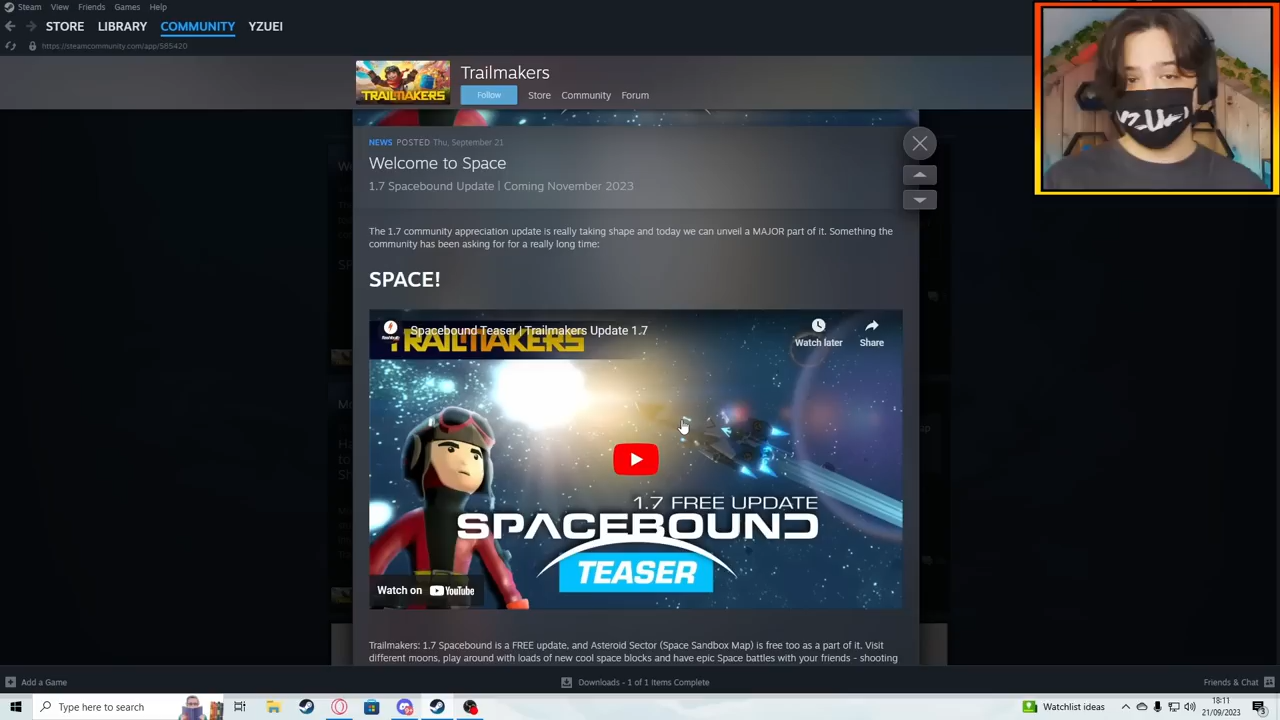 Steam View Friends Games Help
STORE LIBRARY COMMUNITY YZUEI
https://steamcommunity.com/app/585420
TRAILMAKERS
Trailmakers
Follow Store Community Forum
NEWS POSTED Thu, September 21
Welcome to Space
1.7 Spacebound Update | Coming November 2023
The 1.7 community appreciation update is really taking shape and today we can unveil a MAJOR part of it. Something the
community has been asking for for a really long time:
SPACE!
Spacebound Teaser | Trailmakers Update 1.7
TRAILMAKERS
Watch later Share
1.7 FREE UPDATE
SPACEBOUND
TEASER
Watch on YouTube
Trailmakers: 1.7 Spacebound is a FREE update, and Asteroid Sector (Space Sandbox Map) is free too as a part of it. Visit
different moons, play around with loads of new cool space blocks and have epic Space battles with your friends - shooting
Add a Game Downloads - 1 of 1 Items Complete Friends & Chat
Type here to search Watchlist ideas 18:11
21/09/2023 3